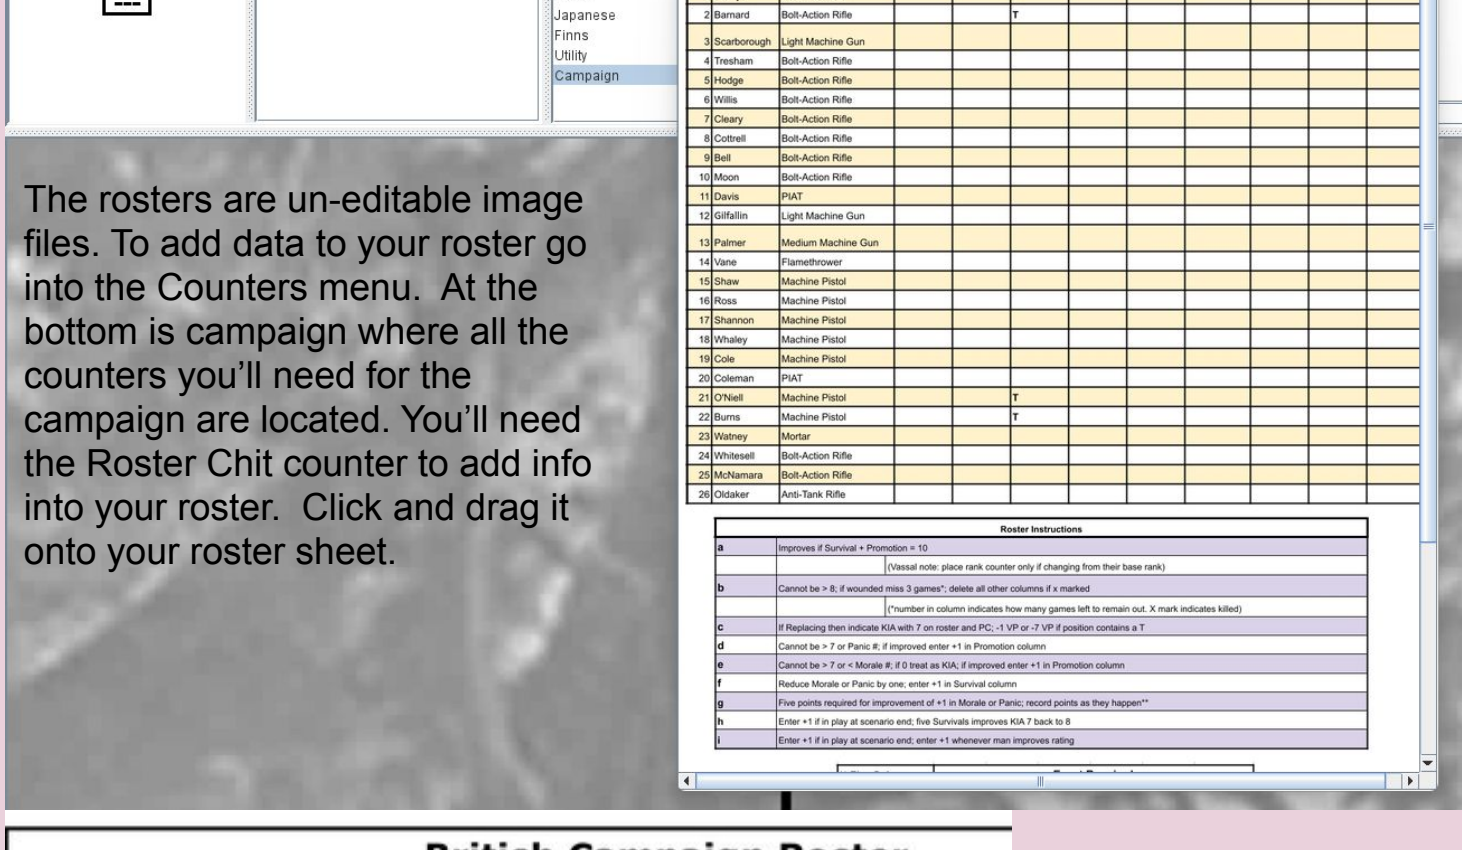 Japanese
Finns
Utility
Campaign
The rosters are un-editable image
files. To add data to your roster go
into the Counters menu.  At the
bottom is campaign where all the
counters you’ll need for the
campaign are located. You’ll need
the Roster Chit counter to add info
into your roster.  Click and drag it
onto your roster sheet.
2 Barnard Bolt-Action Rifle T
3 Scarborough Light Machine Gun
4 Tresham Bolt-Action Rifle
5 Hodge Bolt-Action Rifle
6 Willis Bolt-Action Rifle
7 Cleary Bolt-Action Rifle
8 Cottrell Bolt-Action Rifle
9 Bell Bolt-Action Rifle
10 Moon Bolt-Action Rifle
11 Davis PIAT
12 Gilfallin Light Machine Gun
13 Palmer Medium Machine Gun
14 Vane Flamethrower
15 Shaw Machine Pistol
16 Ross Machine Pistol
17 Shannon Machine Pistol
18 Whaley Machine Pistol
19 Cole Machine Pistol
20 Coleman PIAT
21 O'Niell Machine Pistol T
22 Burns Machine Pistol T
23 Watney Mortar
24 Whitesell Bolt-Action Rifle
25 McNamara Bolt-Action Rifle
26 Oldaker Anti-Tank Rifle
Roster Instructions
a Improves if Survival + Promotion = 10
(Vassal note: place rank counter only if changing from their base rank)
b Cannot be > 8; if wounded miss 3 games*; delete all other columns if x marked
(*number in column indicates how many games left to remain out. X mark indicates killed)
c If Replacing then indicate KIA with 7 on roster and PC; -1 VP or -7 VP if position contains a T
d Cannot be > 7 or Panic #; if improved enter +1 in Promotion column
e Cannot be > 7 or < Morale #; if 0 treat as KIA; if improved enter +1 in Promotion column
f Reduce Morale or Panic by one; enter +1 in Survival column
g Five points required for improvement of +1 in Morale or Panic; record points as they happen**
h Enter +1 if in play at scenario end; five Survivals improves KIA 7 back to 8
i Enter +1 if in play at scenario end; enter +1 whenever man improves rating
British Campaign Roster